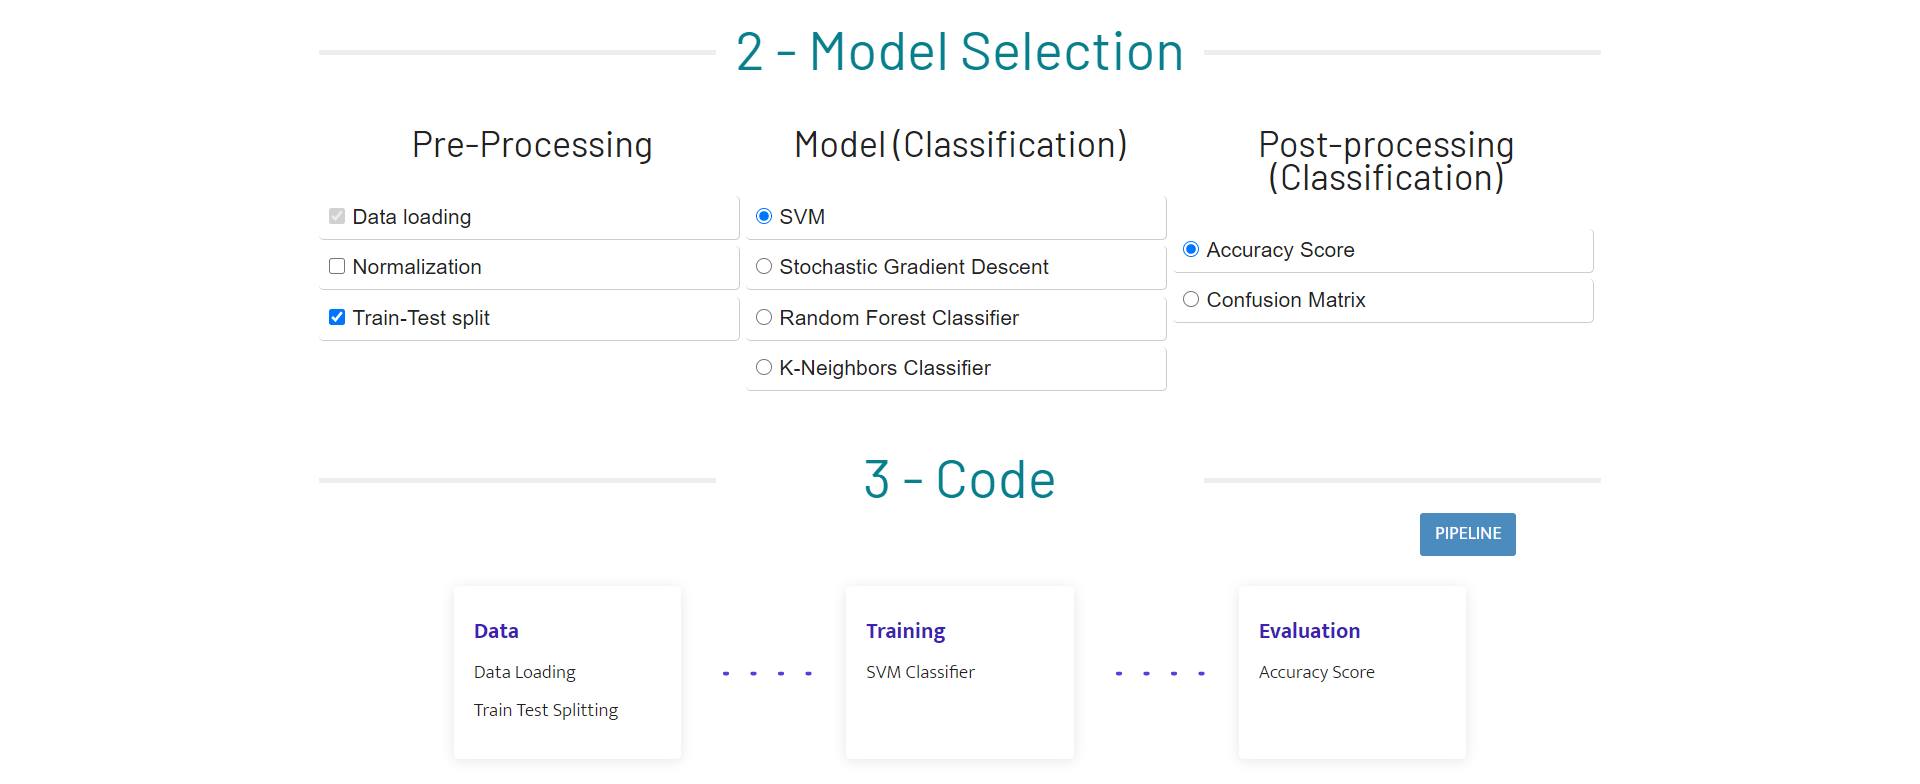 2 - Model Selection
Pre-Processing
Data loading
Normalization
Train-Test split
Model (Classification)
SVM
Stochastic Gradient Descent
Random Forest Classifier
K-Neighbors Classifier
Post-processing
(Classification)
Accuracy Score
Confusion Matrix
3 - Code
PIPELINE
Data
Data Loading
Train Test Splitting
Training
SVM Classifier
Evaluation
Accuracy Score